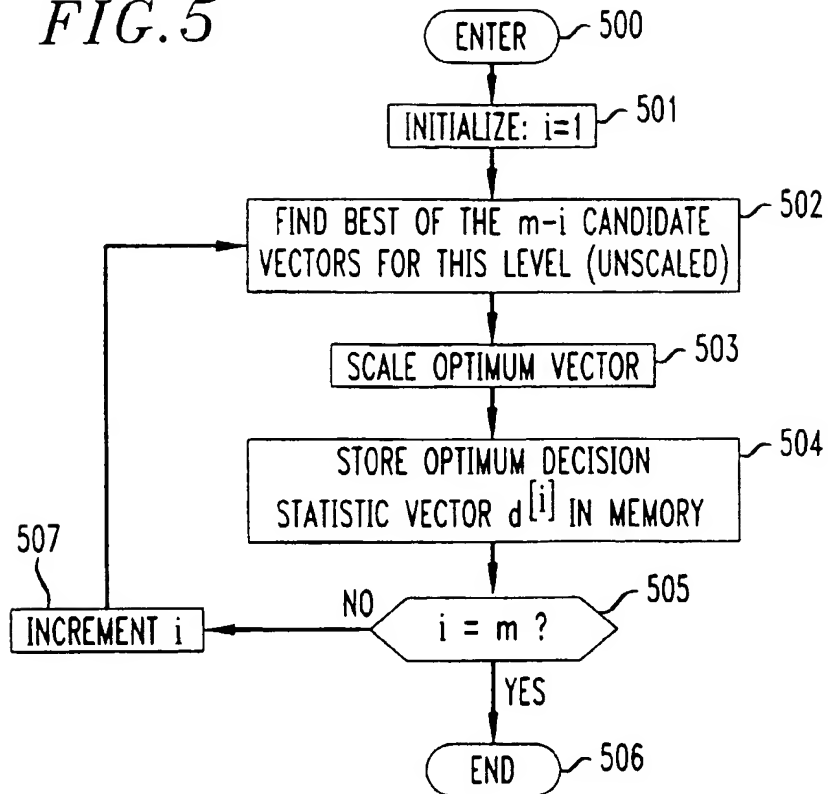 FIG.5
ENTER
500
INITIALIZE: i=1
501
FIND BEST OF THE m-i CANDIDATE
VECTORS FOR THIS LEVEL (UNSCALED)
502
SCALE OPTIMUM VECTOR
503
STORE OPTIMUM DECISION
STATISTIC VECTOR d[i] IN MEMORY
504
i = m ?
505
NO
507
INCREMENT i
YES
END
506